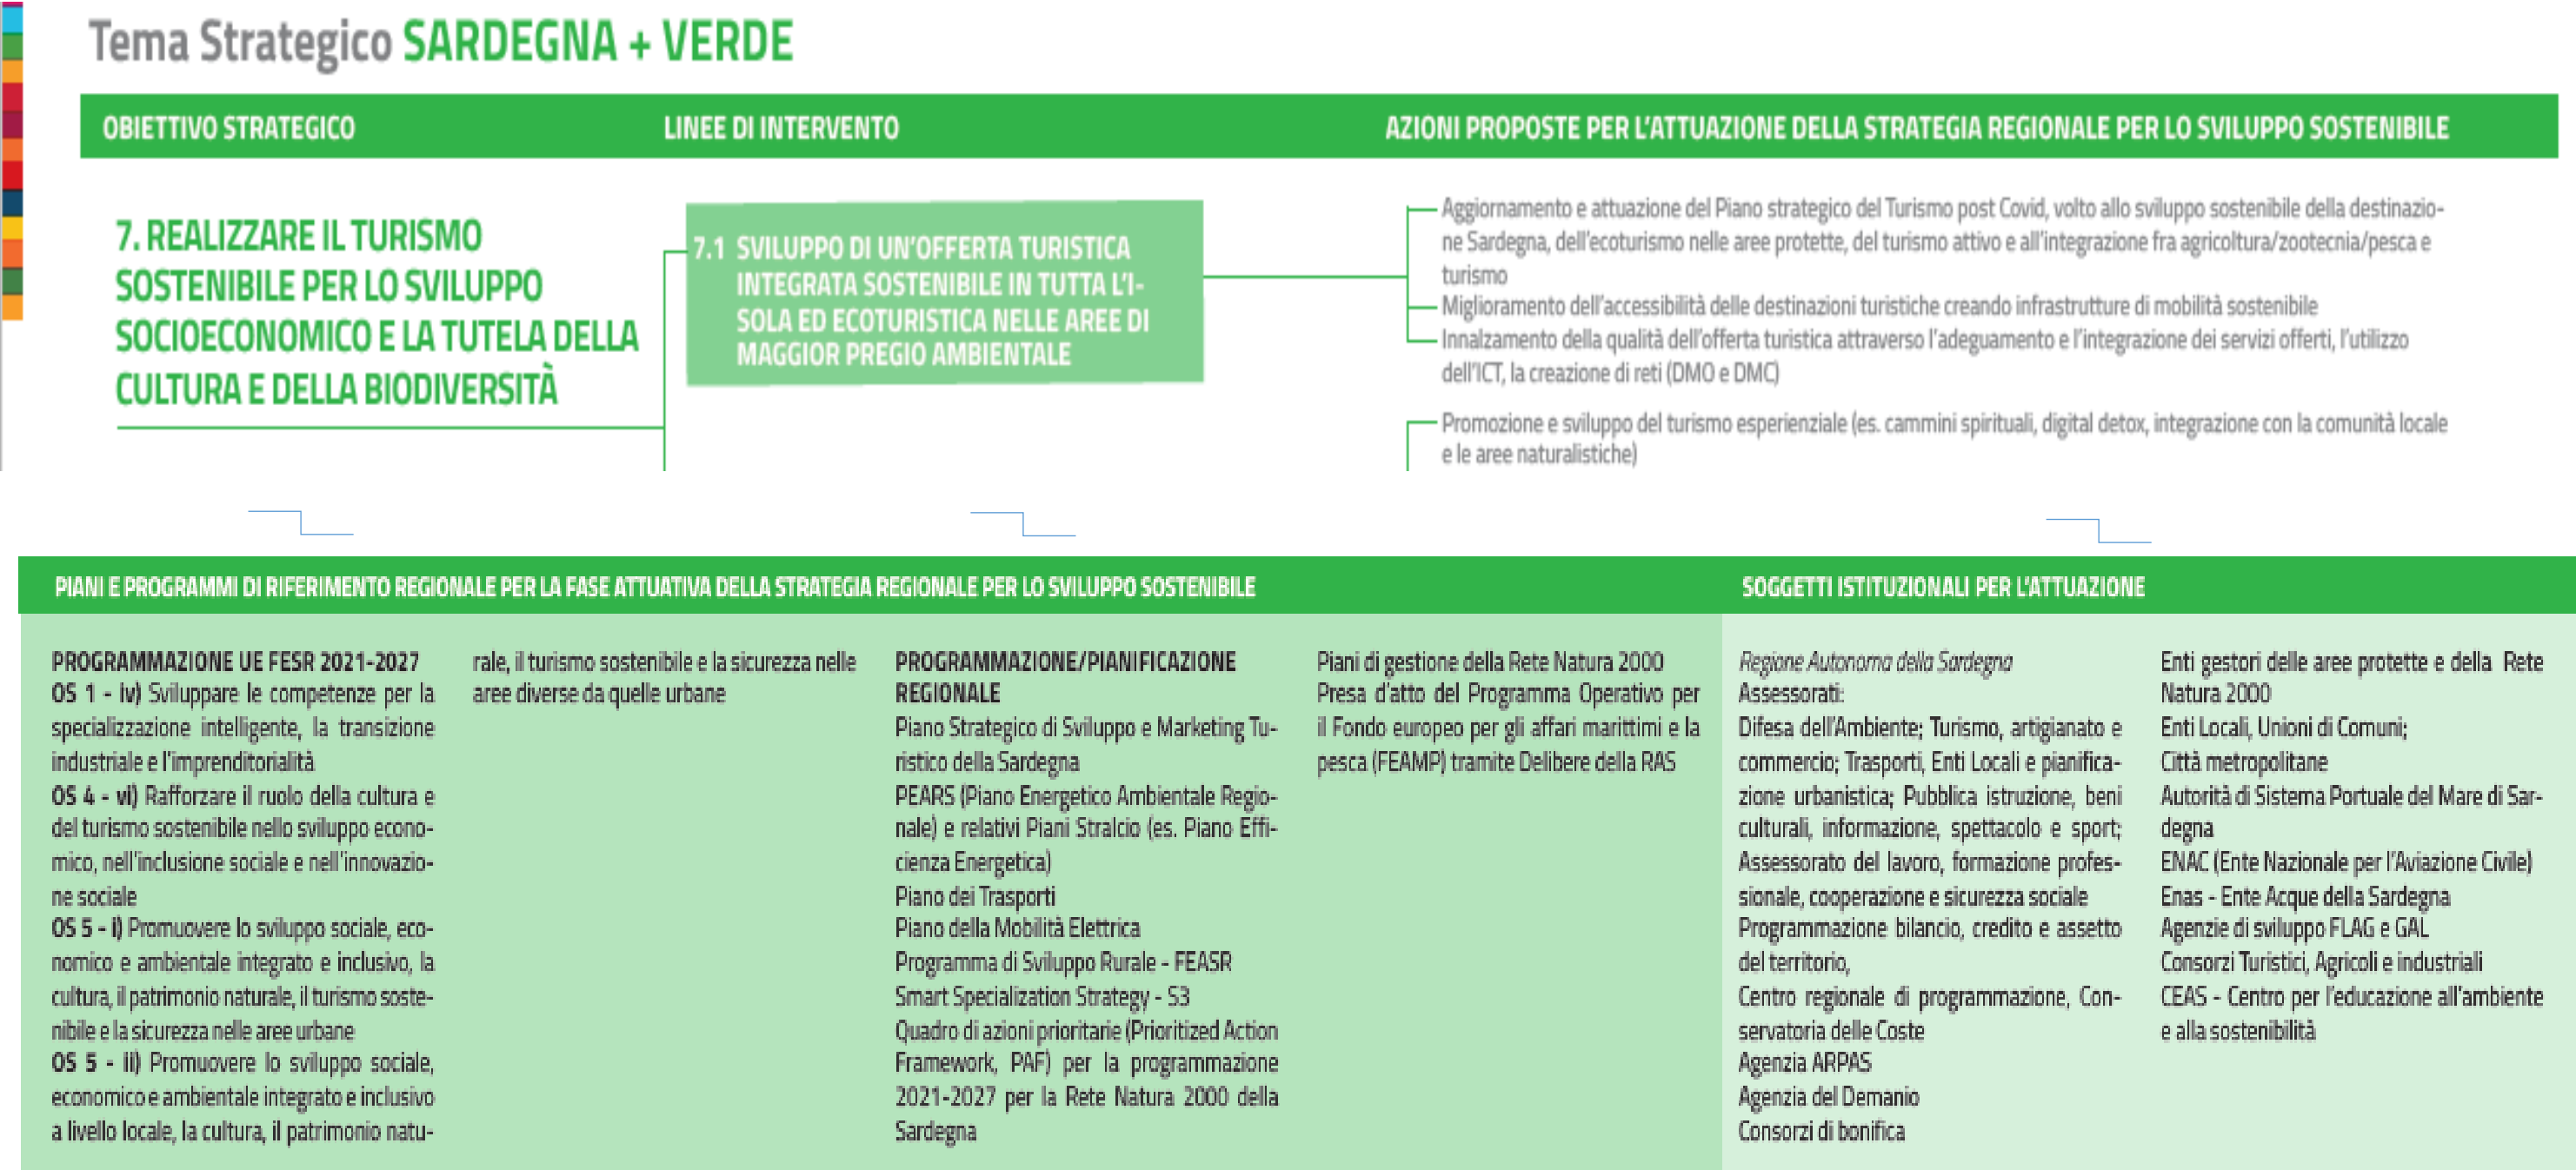 Tema Strategico SARDEGNA + VERDE
OBIETTIVO STRATEGICO
LINEE DI INTERVENTO
AZIONI PROPOSTE PER L'ATTUAZIONE DELLA STRATEGIA REGIONALE PER LO SVILUPPO SOSTENIBILE
7. REALIZZARE IL TURISMO
SOSTENIBILE PER LO SVILUPPO
SOCIOECONOMICO E LA TUTELA DELLA
CULTURA E DELLA BIODIVERSITÀ
7.1 SVILUPPO DI UN'OFFERTA TURISTICA
INTEGRATA SOSTENIBILE IN TUTTA L'I-
SOLA ED ECOTURISTICA NELLE AREE DI
MAGGIOR PREGIO AMBIENTALE
Aggiornamento e attuazione del Piano strategico del Turismo post Covid, volto allo sviluppo sostenibile della destinazio-
ne Sardegna, dell'ecoturismo nelle aree protette, del turismo attivo e all'integrazione fra agricoltura/zootecnia/pesca e
turismo
Miglioramento dell'accessibilità delle destinazioni turistiche creando infrastrutture di mobilità sostenibile
Innalzamento della qualità dell'offerta turistica attraverso l'adeguamento e l'integrazione dei servizi offerti, l'utilizzo
dell'ICT, la creazione di reti (DMO e DMC)
Promozione e sviluppo del turismo esperienziale (es. cammini spirituali, digital detox, integrazione con la comunità locale
e le aree naturalistiche)
PIANI E PROGRAMMI DI RIFERIMENTO REGIONALE PER LA FASE ATTUATIVA DELLA STRATEGIA REGIONALE PER LO SVILUPPO SOSTENIBILE
SOGGETTI ISTITUZIONALI PER L'ATTUAZIONE
PROGRAMMAZIONE UE FESR 2021-2027
OS 1 - iv) Sviluppare le competenze per la
specializzazione intelligente, la transizione
industriale e l'imprenditorialità
OS 4 - vi) Rafforzare il ruolo della cultura e
del turismo sostenibile nello sviluppo econo-
mico, nell'inclusione sociale e nell'innovazio-
ne sociale
OS 5 - i) Promuovere lo sviluppo sociale, eco-
nomico e ambientale integrato e inclusivo, la
cultura, il patrimonio naturale, il turismo soste-
nibile e la sicurezza nelle aree urbane
OS 5 - ii) Promuovere lo sviluppo sociale,
economico e ambientale integrato e inclusivo
a livello locale, la cultura, il patrimonio natu-
rale, il turismo sostenibile e la sicurezza nelle
aree diverse da quelle urbane
PROGRAMMAZIONE/PIANIFICAZIONE
REGIONALE
Piano Strategico di Sviluppo e Marketing Tu-
ristico della Sardegna
PEARS (Piano Energetico Ambientale Regio-
nale) e relativi Piani Stralcio (es. Piano Effi-
cienza Energetica)
Piano dei Trasporti
Piano della Mobilità Elettrica
Programma di Sviluppo Rurale - FEASR
Smart Specialization Strategy - S3
Quadro di azioni prioritarie (Prioritized Action
Framework, PAF) per la programmazione
2021-2027 per la Rete Natura 2000 della
Sardegna
Piani di gestione della Rete Natura 2000
Presa d'atto del Programma Operativo per
il Fondo europeo per gli affari marittimi e la
pesca (FEAMP) tramite Delibere della RAS
Regione Autonoma della Sardegna
Assessorati:
Difesa dell'Ambiente; Turismo, artigianato e
commercio; Trasporti, Enti Locali e pianifica-
zione urbanistica; Pubblica istruzione, beni
culturali, informazione, spettacolo e sport;
Assessorato del lavoro, formazione profes-
sionale, cooperazione e sicurezza sociale
Programmazione bilancio, credito e assetto
del territorio,
Centro regionale di programmazione, Con-
servatoria delle Coste
Agenzia ARPAS
Agenzia del Demanio
Consorzi di bonifica
Enti gestori delle aree protette e della Rete
Natura 2000
Enti Locali, Unioni di Comuni;
Città metropolitane
Autorità di Sistema Portuale del Mare di Sar-
degna
ENAC (Ente Nazionale per l'Aviazione Civile)
Enas - Ente Acque della Sardegna
Agenzie di sviluppo FLAG e GAL
Consorzi Turistici, Agricoli e industriali
CEAS - Centro per l'educazione all'ambiente
e alla sostenibilità